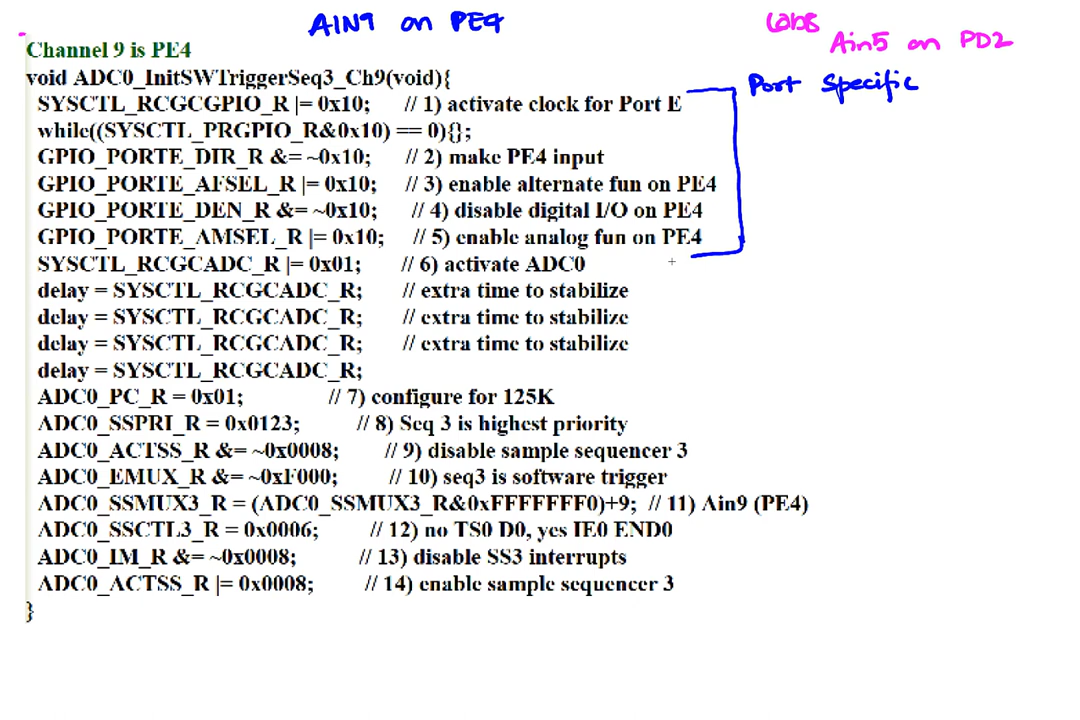 AIN9 on PE4
Lab8
Ain5 on PD2
Port Specific
Channel 9 is PE4
void ADC0_InitSWTriggerSeq3_Ch9(void){
SYSCTL_RCGCGPIO_R |= 0x10; // 1) activate clock for Port E
while((SYSCTL_PRGPIO_R&0x10) == 0){};
GPIO_PORTE_DIR_R &= ~0x10; // 2) make PE4 input
GPIO_PORTE_AFSEL_R |= 0x10; // 3) enable alternate fun on PE4
GPIO_PORTE_DEN_R &= ~0x10; // 4) disable digital I/O on PE4
GPIO_PORTE_AMSEL_R |= 0x10; // 5) enable analog fun on PE4
SYSCTL_RCGCADC_R |= 0x01; // 6) activate ADC0
delay = SYSCTL_RCGCADC_R; // extra time to stabilize
delay = SYSCTL_RCGCADC_R; // extra time to stabilize
delay = SYSCTL_RCGCADC_R; // extra time to stabilize
delay = SYSCTL_RCGCADC_R;
ADC0_PC_R = 0x01; // 7) configure for 125K
ADC0_SSPRI_R = 0x0123; // 8) Seq 3 is highest priority
ADC0_ACTSS_R &= ~0x0008; // 9) disable sample sequencer 3
ADC0_EMUX_R &= ~0xF000; // 10) seq3 is software trigger
ADC0_SSMUX3_R = (ADC0_SSMUX3_R&0xFFFFFFF0)+9; // 11) Ain9 (PE4)
ADC0_SSCTL3_R = 0x0006; // 12) no TS0 D0, yes IE0 END0
ADC0_IM_R &= ~0x0008; // 13) disable SS3 interrupts
ADC0_ACTSS_R |= 0x0008; // 14) enable sample sequencer 3
}